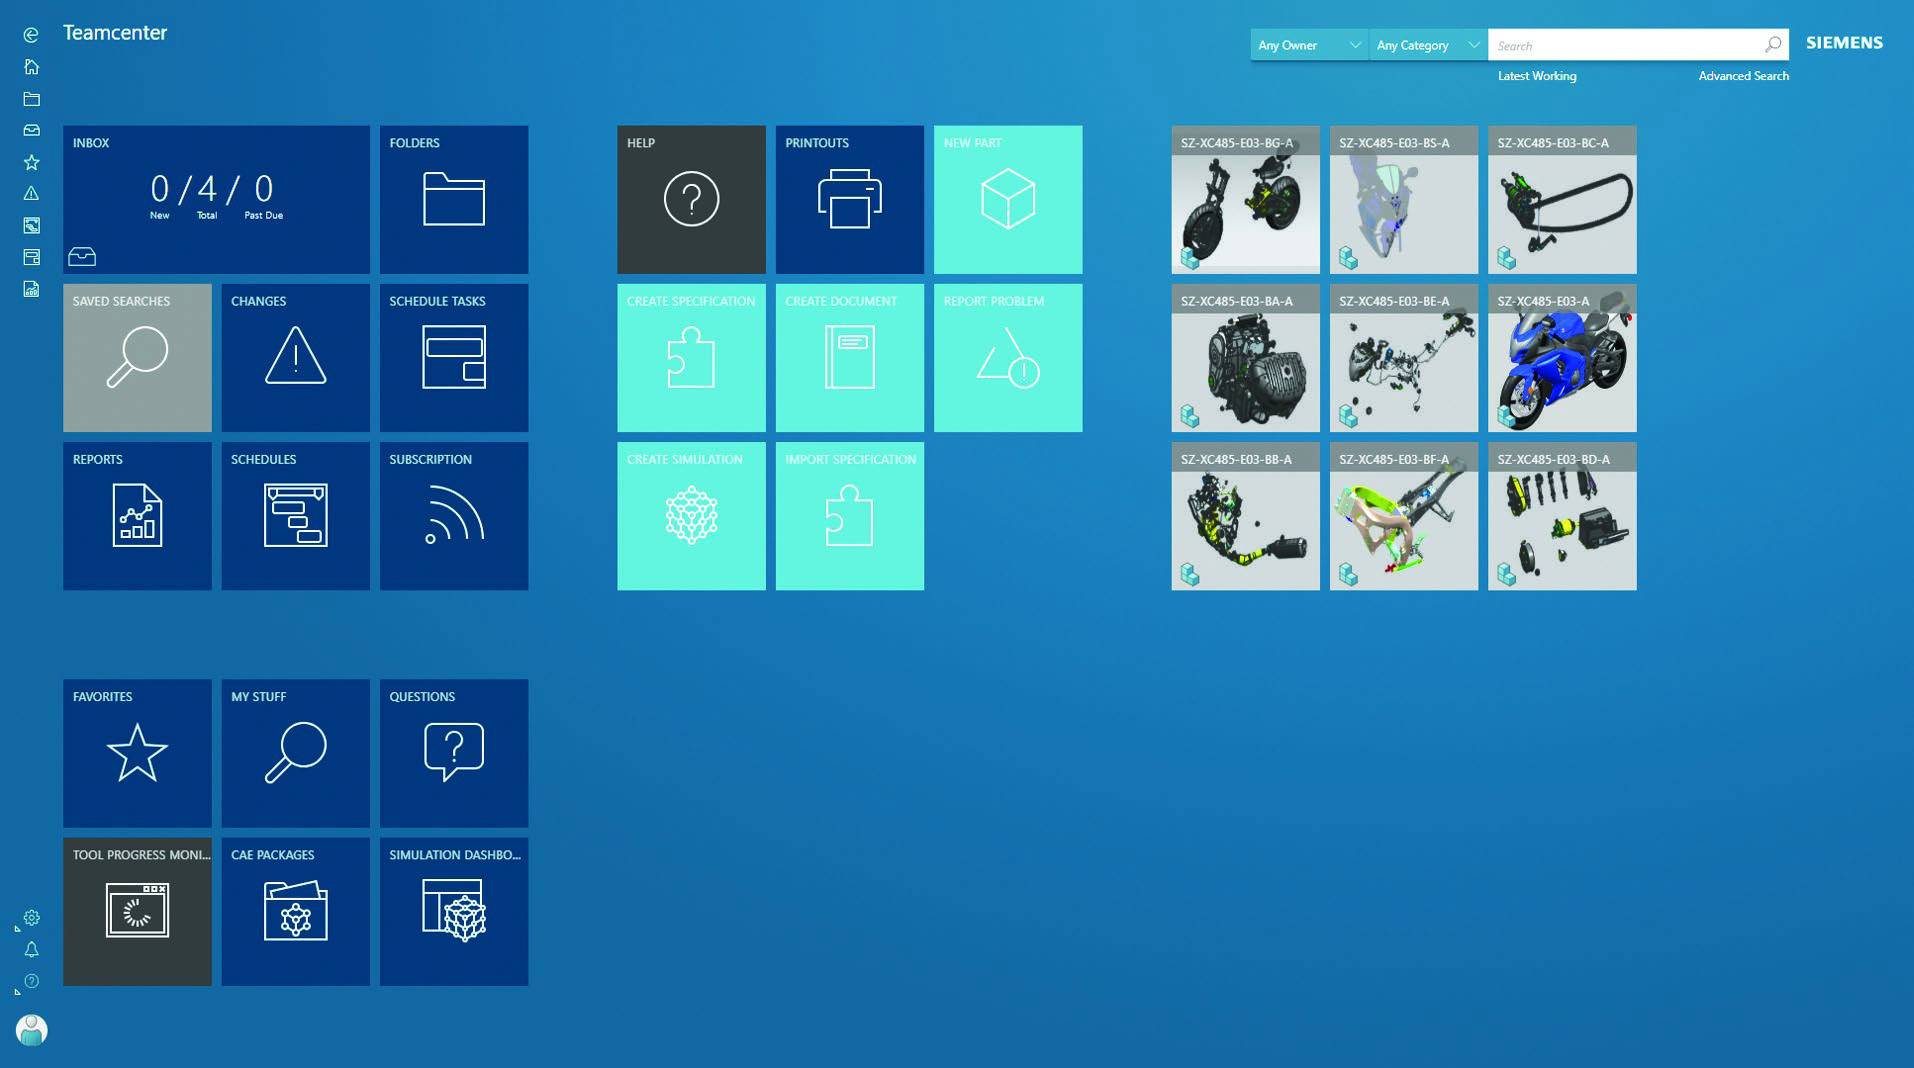 Teamcenter
Any Owner
Any Category
Search
SIEMENS
Latest Working
Advanced Search
INBOX
0 / 4 / 0
New Total Past Due
FOLDERS
SAVED SEARCHES
CHANGES
SCHEDULE TASKS
REPORTS
SCHEDULES
SUBSCRIPTION
HELP
?
PRINTOUTS
NEW PART
CREATE SPECIFICATION
CREATE DOCUMENT
REPORT PROBLEM
CREATE SIMULATION
IMPORT SPECIFICATION
SZ-XC485-E03-BG-A
SZ-XC485-E03-BS-A
SZ-XC485-E03-BC-A
SZ-XC485-E03-BA-A
SZ-XC485-E03-BE-A
SZ-XC485-E03-A
SZ-XC485-E03-BB-A
SZ-XC485-E03-BF-A
SZ-XC485-E03-BD-A
FAVORITES
MY STUFF
QUESTIONS
?
TOOL PROGRESS MONI...
CAE PACKAGES
SIMULATION DASHBO...